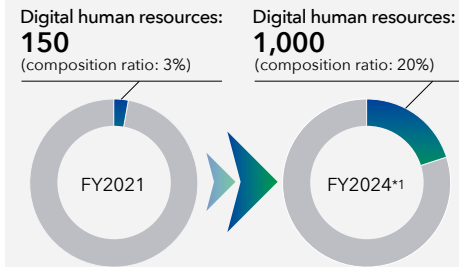 Digital human resources:
150
(composition ratio: 3%)
Digital human resources:
1,000
(composition ratio: 20%)
FY2021
FY2024*1